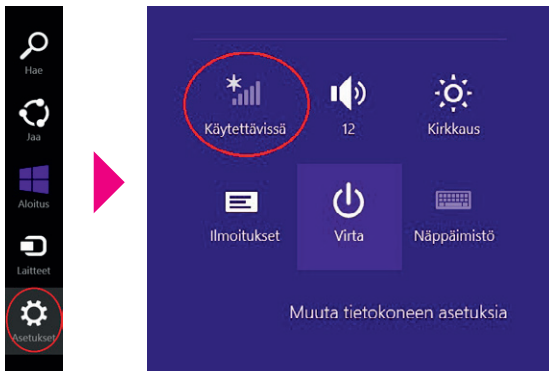 Hae
Jaa
Aloitus
Laitteet
Asetukset
Käytettävissä
12
Kirkkaus
Ilmoitukset
Virta
Näppäimistö
Muuta tietokoneen asetuksia